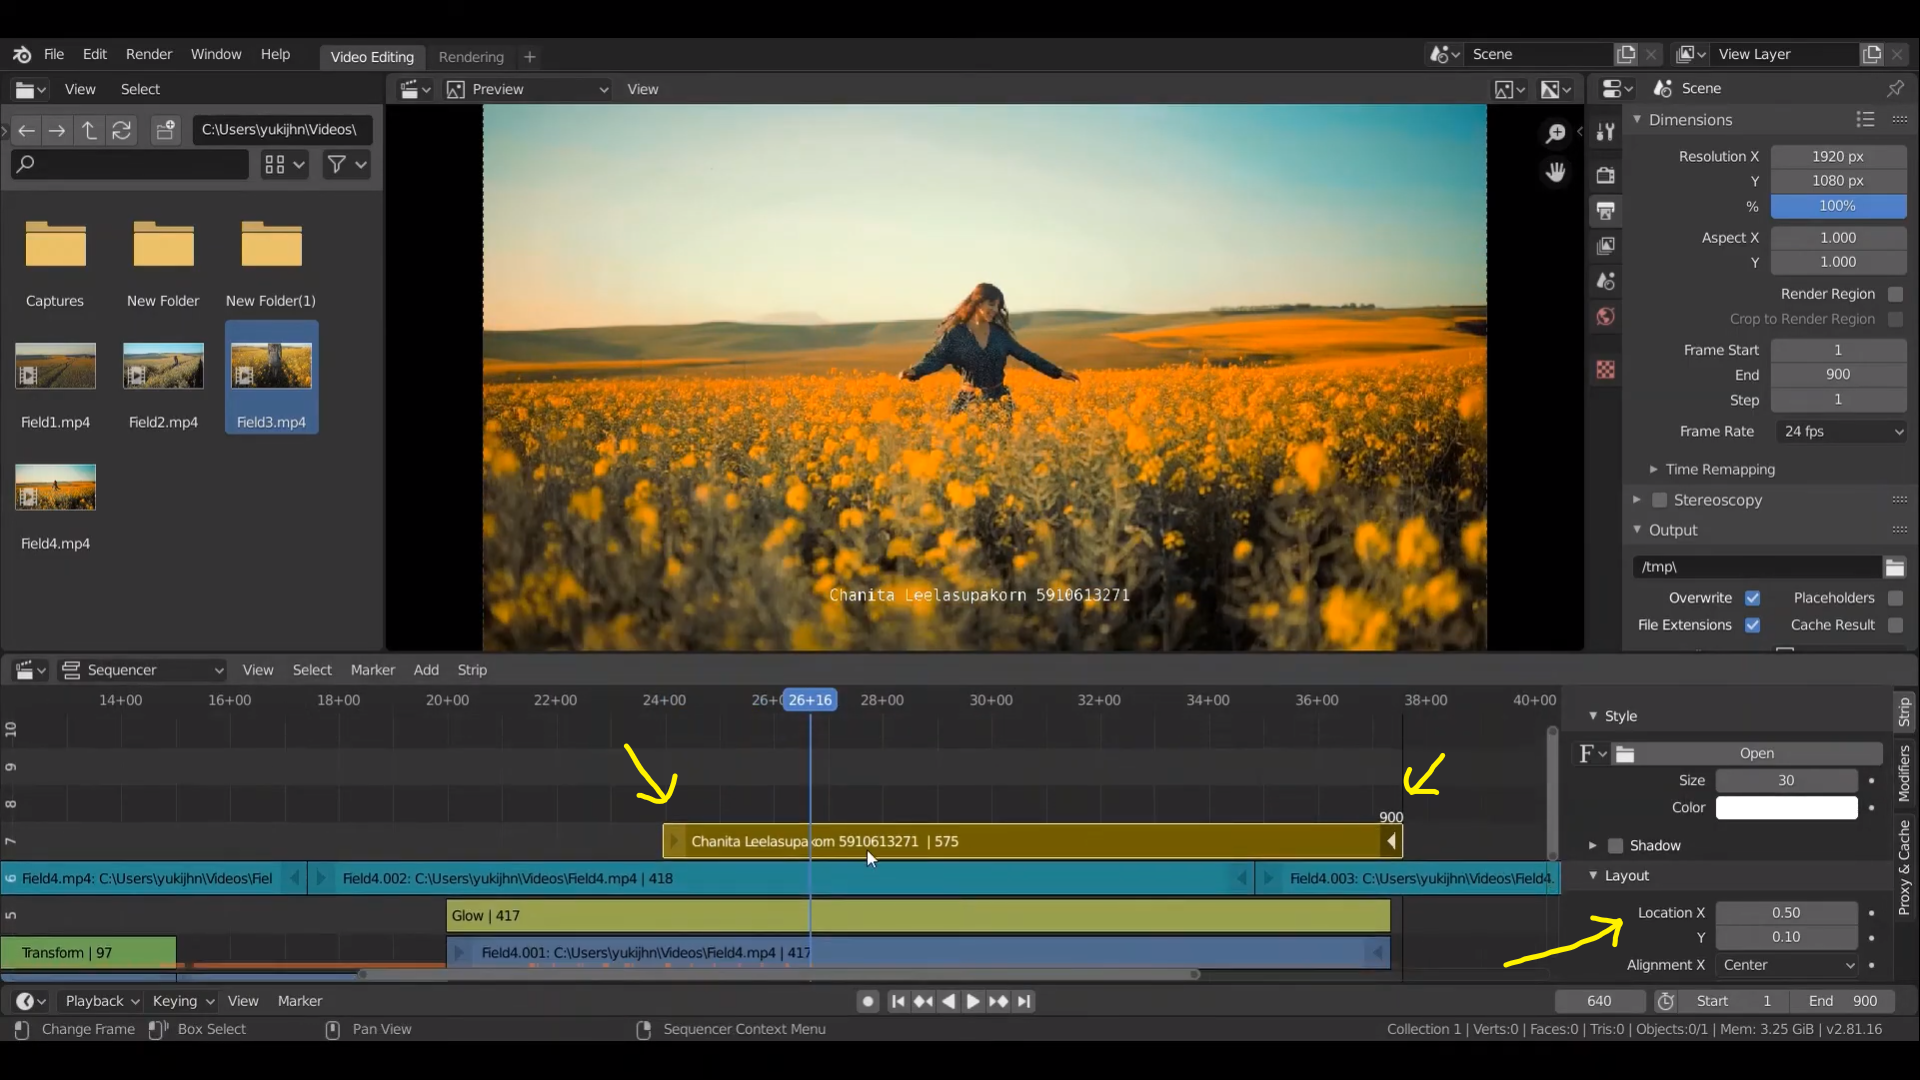 File Edit Render Window Help Video Editing Rendering + Scene View Layer
View Select Preview View Scene
C:\Users\yukijhn\Videos\
Captures New Folder New Folder(1)
Field1.mp4 Field2.mp4 Field3.mp4
Field4.mp4
Chanita Leelasupakorn 5910613271
Dimensions
Resolution X 1920 px
Y 1080 px
% 100%
Aspect X 1.000
Y 1.000
Render Region
Crop to Render Region
Frame Start 1
End 900
Step 1
Frame Rate 24 fps
Time Remapping
Stereoscopy
Output
/tmp\
Overwrite Placeholders
File Extensions Cache Result
Sequencer View Select Marker Add Strip
14+00 16+00 18+00 20+00 22+00 24+00 26+0 26+16 28+00 30+00 32+00 34+00 36+00 38+00 40+00
10
9
8
900
7 Chanita Leelasupakorn 5910613271 | 575
6 Field4.mp4: C:\Users\yukijhn\Videos\Fiel Field4.002: C:\Users\yukijhn\Videos\Field4.mp4 | 418 Field4.003: C:\Users\yukijhn\Videos\Field4.
5 Glow | 417
Transform | 97 Field4.001: C:\Users\yukijhn\Videos\Field4.mp4 | 417
Style
F Open
Size 30
Color
Shadow
Layout
Location X 0.50
Y 0.10
Alignment X Center
Strip
Modifiers
Proxy & Cache
Playback Keying View Marker 640 Start 1 End 900
Change Frame Box Select Pan View Sequencer Context Menu Collection 1 | Verts:0 | Faces:0 | Tris:0 | Objects:0/1 | Mem: 3.25 GiB | v2.81.16